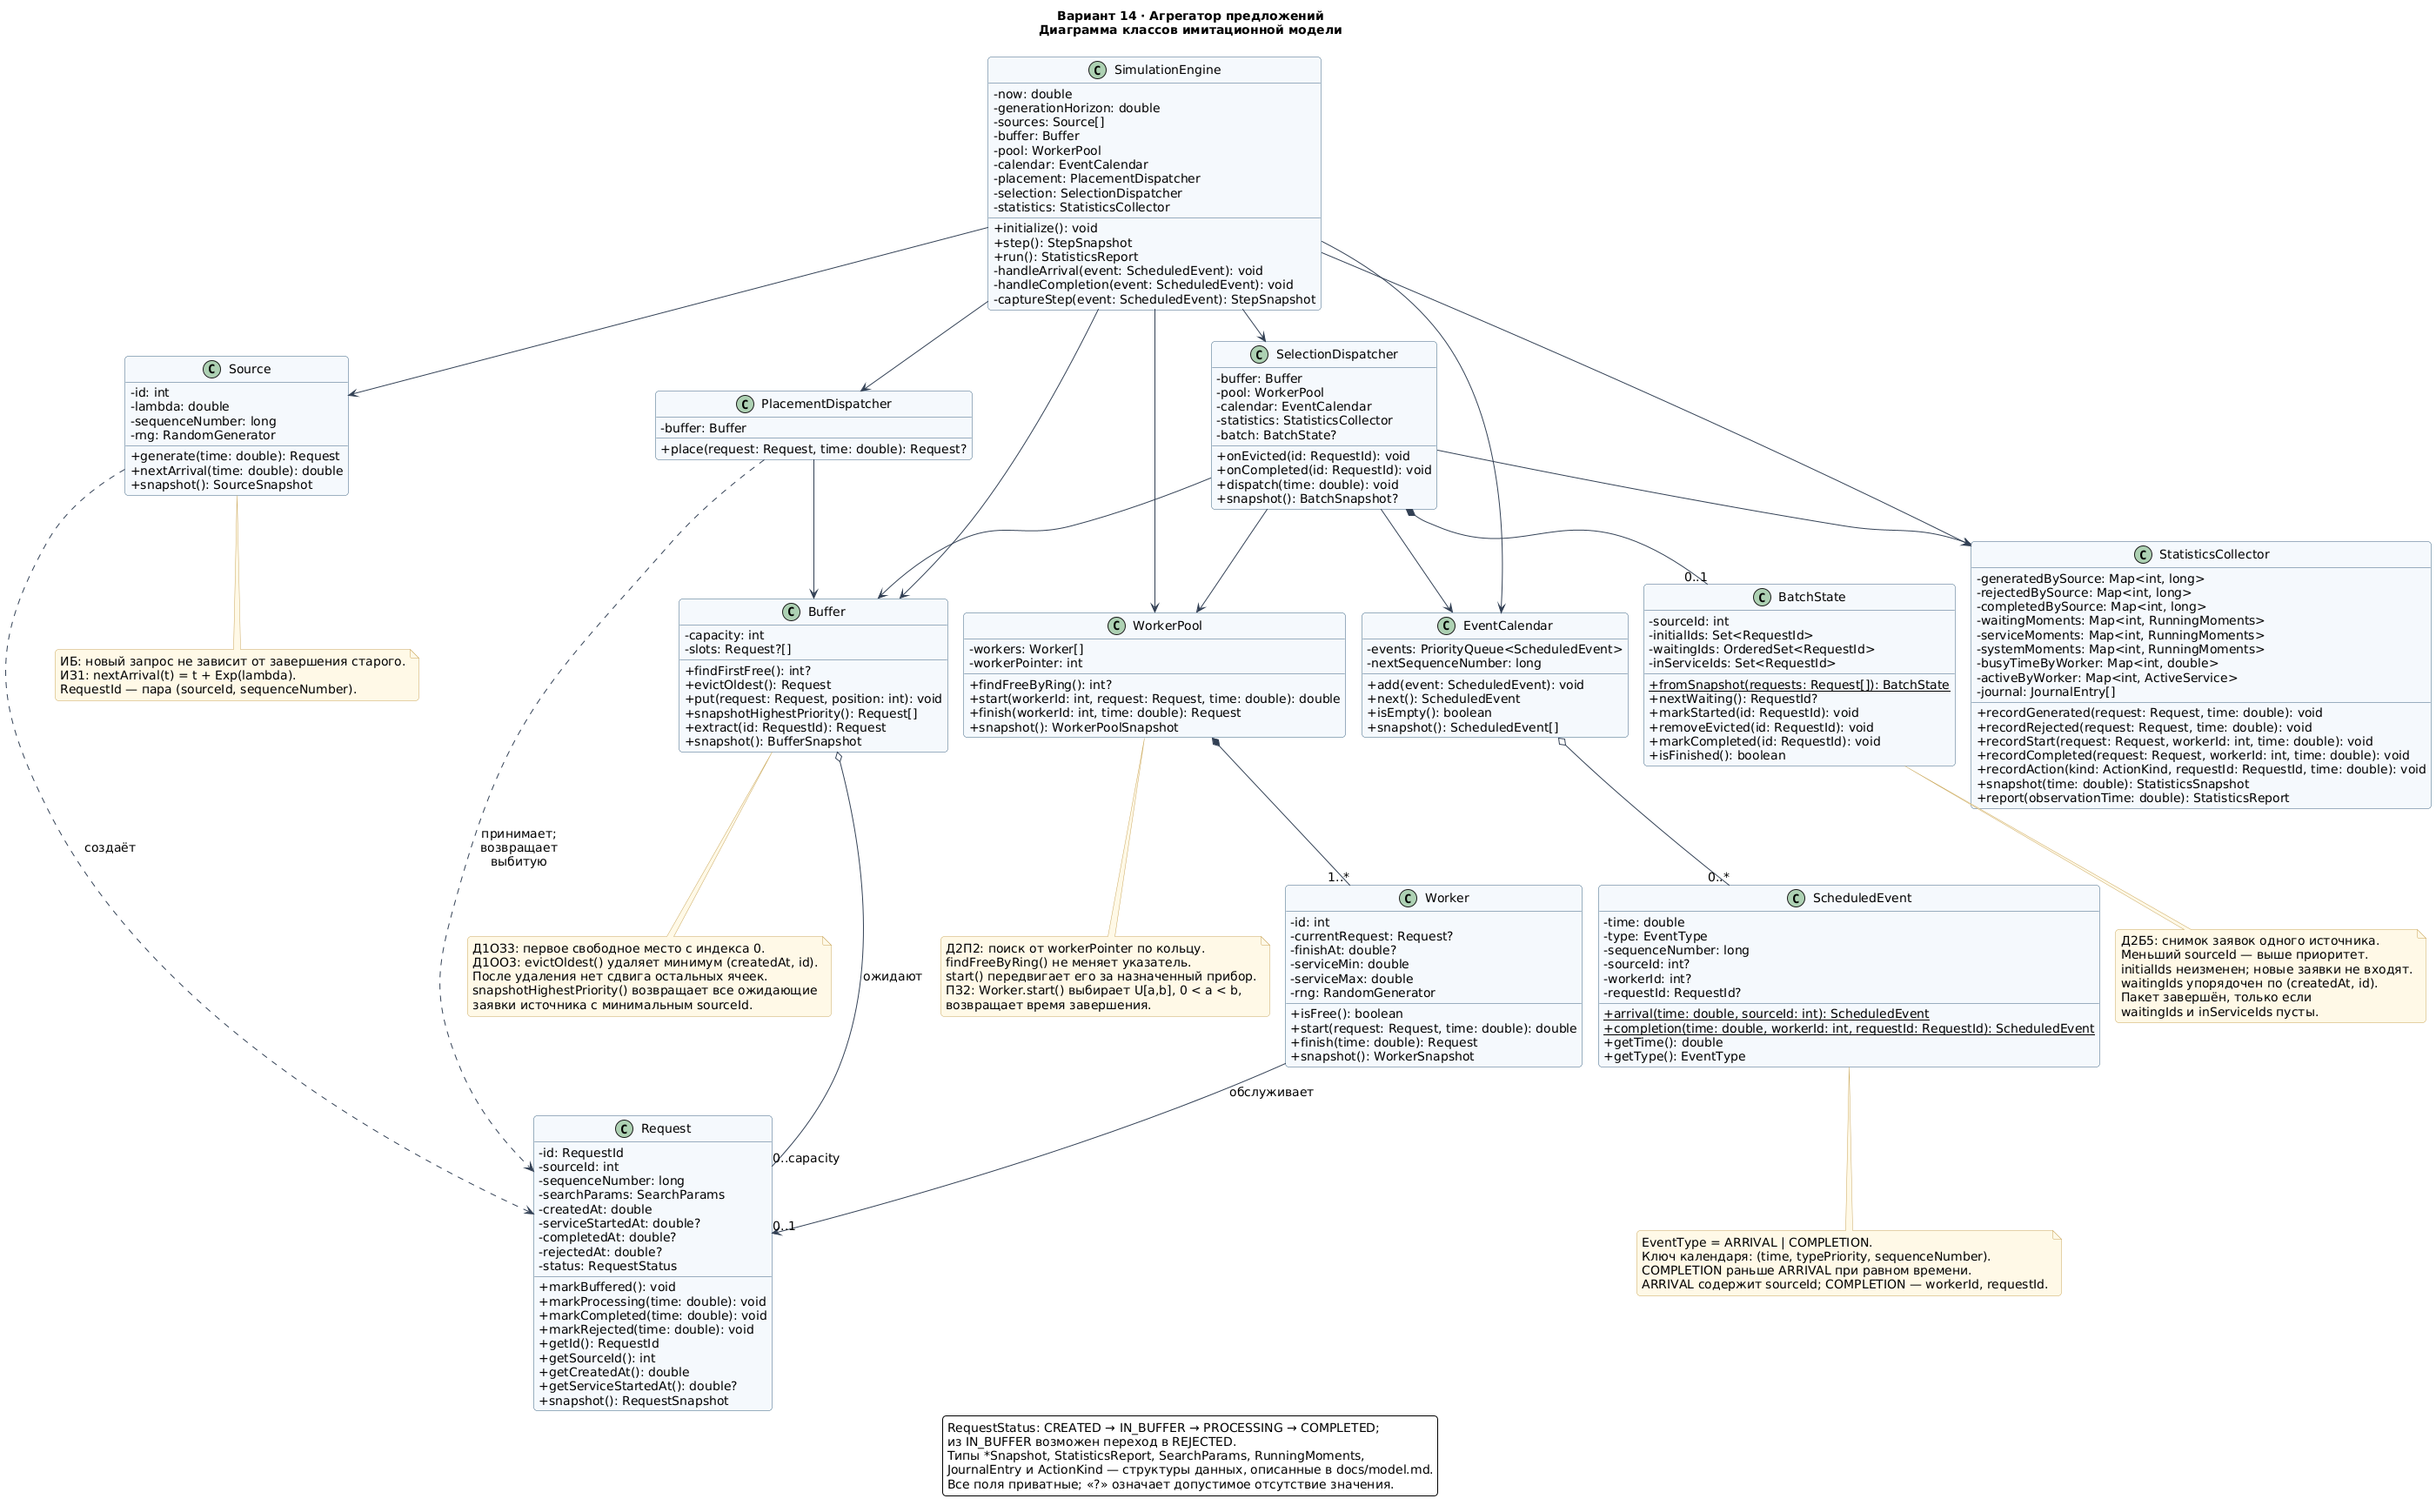 Вариант 14 · Агрегатор предложений
Диаграмма классов имитационной модели
C SimulationEngine
-now: double
-generationHorizon: double
-sources: Source[]
-buffer: Buffer
-pool: WorkerPool
-calendar: EventCalendar
-placement: PlacementDispatcher
-selection: SelectionDispatcher
-statistics: StatisticsCollector
+initialize(): void
+step(): StepSnapshot
+run(): StatisticsReport
-handleArrival(event: ScheduledEvent): void
-handleCompletion(event: ScheduledEvent): void
-captureStep(event: ScheduledEvent): StepSnapshot
C Source
-id: int
-lambda: double
-sequenceNumber: long
-rng: RandomGenerator
+generate(time: double): Request
+nextArrival(time: double): double
+snapshot(): SourceSnapshot
C PlacementDispatcher
-buffer: Buffer
+place(request: Request, time: double): Request?
C SelectionDispatcher
-buffer: Buffer
-pool: WorkerPool
-calendar: EventCalendar
-statistics: StatisticsCollector
-batch: BatchState?
+onEvicted(id: RequestId): void
+onCompleted(id: RequestId): void
+dispatch(time: double): void
+snapshot(): BatchSnapshot?
ИБ: новый запрос не зависит от завершения старого.
ИЗ1: nextArrival(t) = t + Exp(lambda).
RequestId — пара (sourceId, sequenceNumber).
C Buffer
-capacity: int
-slots: Request?[]
+findFirstFree(): int?
+evictOldest(): Request
+put(request: Request, position: int): void
+snapshotHighestPriority(): Request[]
+extract(id: RequestId): Request
+snapshot(): BufferSnapshot
C WorkerPool
-workers: Worker[]
-workerPointer: int
+findFreeByRing(): int?
+start(workerId: int, request: Request, time: double): double
+finish(workerId: int, time: double): Request
+snapshot(): WorkerPoolSnapshot
C EventCalendar
-events: PriorityQueue<ScheduledEvent>
-nextSequenceNumber: long
+add(event: ScheduledEvent): void
+next(): ScheduledEvent
+isEmpty(): boolean
+snapshot(): ScheduledEvent[]
0..1
C BatchState
-sourceId: int
-initialIds: Set<RequestId>
-waitingIds: OrderedSet<RequestId>
-inServiceIds: Set<RequestId>
+fromSnapshot(requests: Request[]): BatchState
+nextWaiting(): RequestId?
+markStarted(id: RequestId): void
+removeEvicted(id: RequestId): void
+markCompleted(id: RequestId): void
+isFinished(): boolean
C StatisticsCollector
-generatedBySource: Map<int, long>
-rejectedBySource: Map<int, long>
-completedBySource: Map<int, long>
-waitingMoments: Map<int, RunningMoments>
-serviceMoments: Map<int, RunningMoments>
-systemMoments: Map<int, RunningMoments>
-busyTimeByWorker: Map<int, double>
-activeByWorker: Map<int, ActiveService>
-journal: JournalEntry[]
+recordGenerated(request: Request, time: double): void
+recordRejected(request: Request, time: double): void
+recordStart(request: Request, workerId: int, time: double): void
+recordCompleted(request: Request, workerId: int, time: double): void
+recordAction(kind: ActionKind, requestId: RequestId, time: double): void
+snapshot(time: double): StatisticsSnapshot
+report(observationTime: double): StatisticsReport
создаёт
принимает;
возвращает
выбитую
Д1ОЗ3: первое свободное место с индекса 0.
Д1ОО3: evictOldest() удаляет минимум (createdAt, id).
После удаления нет сдвига остальных ячеек.
snapshotHighestPriority() возвращает все ожидающие
заявки источника с минимальным sourceId.
ожидают
Д2П2: поиск от workerPointer по кольцу.
findFreeByRing() не меняет указатель.
start() передвигает его за назначенный прибор.
ПЗ2: Worker.start() выбирает U[a,b], 0 < a < b,
возвращает время завершения.
1..*
C Worker
-id: int
-currentRequest: Request?
-finishAt: double?
-serviceMin: double
-serviceMax: double
-rng: RandomGenerator
+isFree(): boolean
+start(request: Request, time: double): double
+finish(time: double): Request
+snapshot(): WorkerSnapshot
0..*
C ScheduledEvent
-time: double
-type: EventType
-sequenceNumber: long
-sourceId: int?
-workerId: int?
-requestId: RequestId?
+arrival(time: double, sourceId: int): ScheduledEvent
+completion(time: double, workerId: int, requestId: RequestId): ScheduledEvent
+getTime(): double
+getType(): EventType
Д2Б5: снимок заявок одного источника.
Меньший sourceId — выше приоритет.
initialIds неизменен; новые заявки не входят.
waitingIds упорядочен по (createdAt, id).
Пакет завершён, только если
waitingIds и inServiceIds пусты.
обслуживает
0..capacity
0..1
C Request
-id: RequestId
-sourceId: int
-sequenceNumber: long
-searchParams: SearchParams
-createdAt: double
-serviceStartedAt: double?
-completedAt: double?
-rejectedAt: double?
-status: RequestStatus
+markBuffered(): void
+markProcessing(time: double): void
+markCompleted(time: double): void
+markRejected(time: double): void
+getId(): RequestId
+getSourceId(): int
+getCreatedAt(): double
+getServiceStartedAt(): double?
+snapshot(): RequestSnapshot
EventType = ARRIVAL | COMPLETION.
Ключ календаря: (time, typePriority, sequenceNumber).
COMPLETION раньше ARRIVAL при равном времени.
ARRIVAL содержит sourceId; COMPLETION — workerId, requestId.
RequestStatus: CREATED → IN_BUFFER → PROCESSING → COMPLETED;
из IN_BUFFER возможен переход в REJECTED.
Типы *Snapshot, StatisticsReport, SearchParams, RunningMoments,
JournalEntry и ActionKind — структуры данных, описанные в docs/model.md.
Все поля приватные; «?» означает допустимое отсутствие значения.